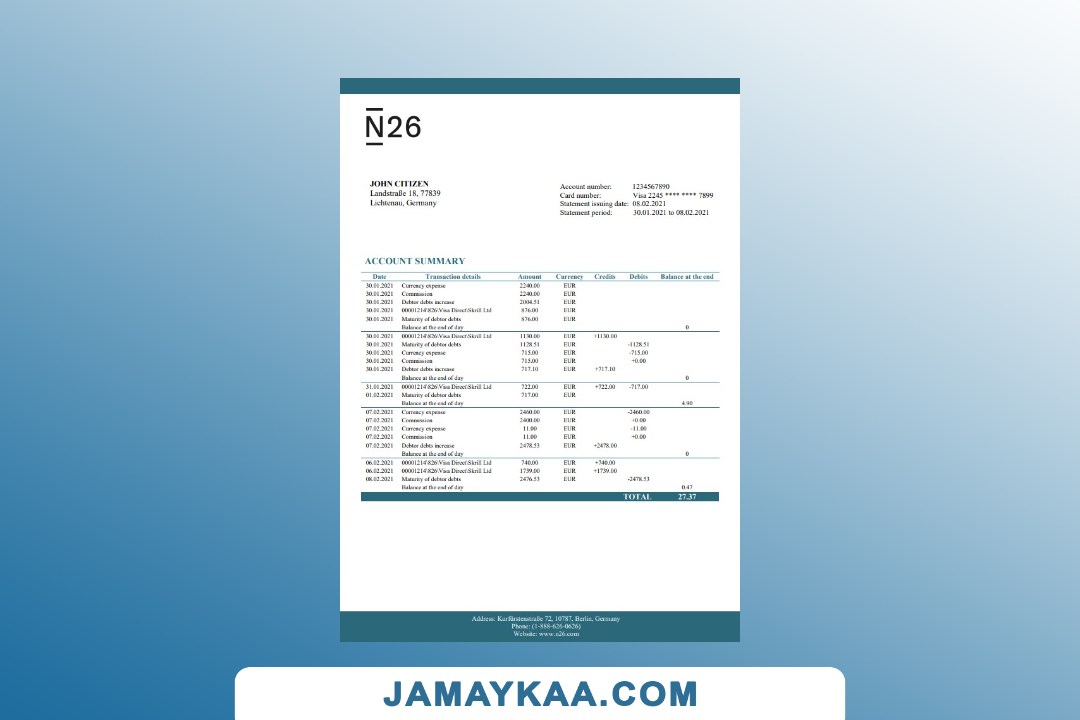 N26
JOHN CITIZEN
Landstraße 18, 77839
Lichtenau, Germany
Account number: 1234567890
Card number: Visa 2245 **** **** 7899
Statement issuing date: 08.02.2021
Statement period: 30.01.2021 to 08.02.2021
ACCOUNT SUMMARY
Date Transaction details Amount Currency Credits Debits Balance at the end
30.01.2021 Currency expense 2240.00 EUR
30.01.2021 Commission 2240.00 EUR
30.01.2021 Debtor debts increase 2004.51 EUR
30.01.2021 00001214\826\Visa Direct\Skrill Ltd 876.00 EUR
30.01.2021 Maturity of debtor debts 876.00 EUR
Balance at the end of day 0
30.01.2021 00001214\826\Visa Direct\Skrill Ltd 1130.00 EUR +1130.00
30.01.2021 Maturity of debtor debts 1128.51 EUR -1128.51
30.01.2021 Currency expense 715.00 EUR -715.00
30.01.2021 Commission 715.00 EUR +0.00
30.01.2021 Debtor debts increase 717.10 EUR +717.10
Balance at the end of day 0
31.01.2021 00001214\826\Visa Direct\Skrill Ltd 722.00 EUR +722.00 -717.00
01.02.2021 Maturity of debtor debts 717.00 EUR
Balance at the end of day 4.90
07.02.2021 Currency expense 2460.00 EUR -2460.00
07.02.2021 Commission 2400.00 EUR +0.00
07.02.2021 Currency expense 11.00 EUR -11.00
07.02.2021 Commission 11.00 EUR +0.00
07.02.2021 Debtor debts increase 2478.53 EUR +2478.00
Balance at the end of day 0
06.02.2021 00001214\826\Visa Direct\Skrill Ltd 740.00 EUR +740.00
06.02.2021 00001214\826\Visa Direct\Skrill Ltd 1739.00 EUR +1739.00
08.02.2021 Maturity of debtor debts 2476.53 EUR -2478.53
Balance at the end of day 0.47
TOTAL 27.37
Address: Kurfürstenstraße 72, 10787, Berlin, Germany
Phone: (1-888-626-0626)
Website: www.n26.com
JAMAYKAA.COM